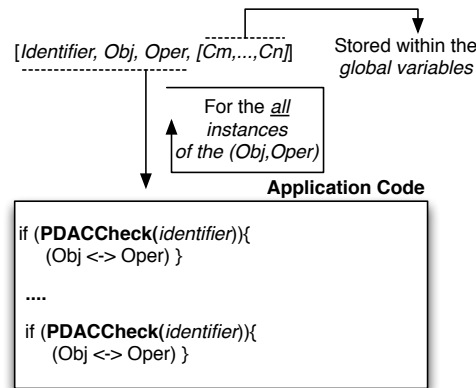 [Identifier, Obj, Oper, [Cm,...,Cn]]
Stored within the
global variables
For the all
instances
of the (Obj,Oper)
Application Code
if (PDACCheck(identifier)){
(Obj <-> Oper) }
....
if (PDACCheck(identifier)){
(Obj <-> Oper) }